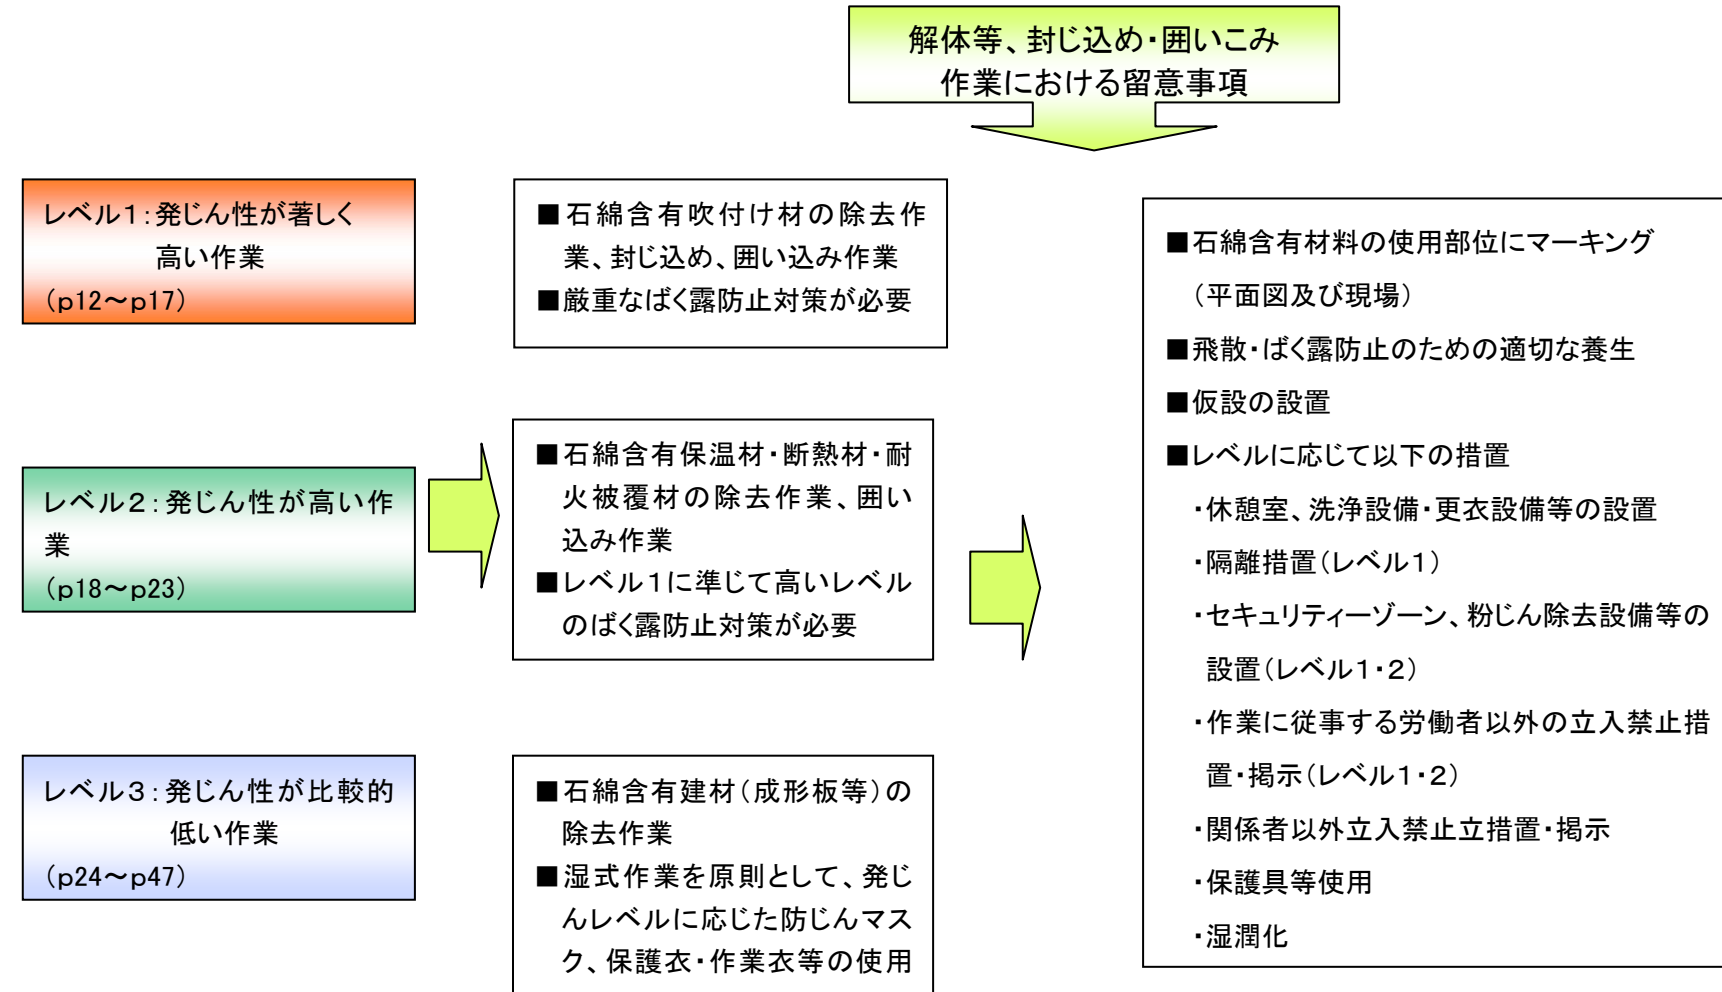 解体等、封じ込め・囲いこみ
作業における留意事項
レベル１：発じん性が著しく
高い作業
（p12～p17）
■石綿含有吹付け材の除去作
業、封じ込め、囲い込み作業
■厳重なばく露防止対策が必要
レベル２：発じん性が高い作
業
（p18～p23）
■石綿含有保温材・断熱材・耐
火被覆材の除去作業、囲い
込み作業
■レベル１に準じて高いレベル
のばく露防止対策が必要
レベル３：発じん性が比較的
低い作業
（p24～p47）
■石綿含有建材（成形板等）の
除去作業
■湿式作業を原則として、発じ
んレベルに応じた防じんマス
ク、保護衣・作業衣等の使用
■石綿含有材料の使用部位にマーキング
（平面図及び現場）
■飛散・ばく露防止のための適切な養生
■仮設の設置
■レベルに応じて以下の措置
・休憩室、洗浄設備・更衣設備等の設置
・隔離措置（レベル１）
・セキュリティーゾーン、粉じん除去設備等の
設置（レベル１・２）
・作業に従事する労働者以外の立入禁止措
置・掲示（レベル１・２）
・関係者以外立入禁止立措置・掲示
・保護具等使用
・湿潤化